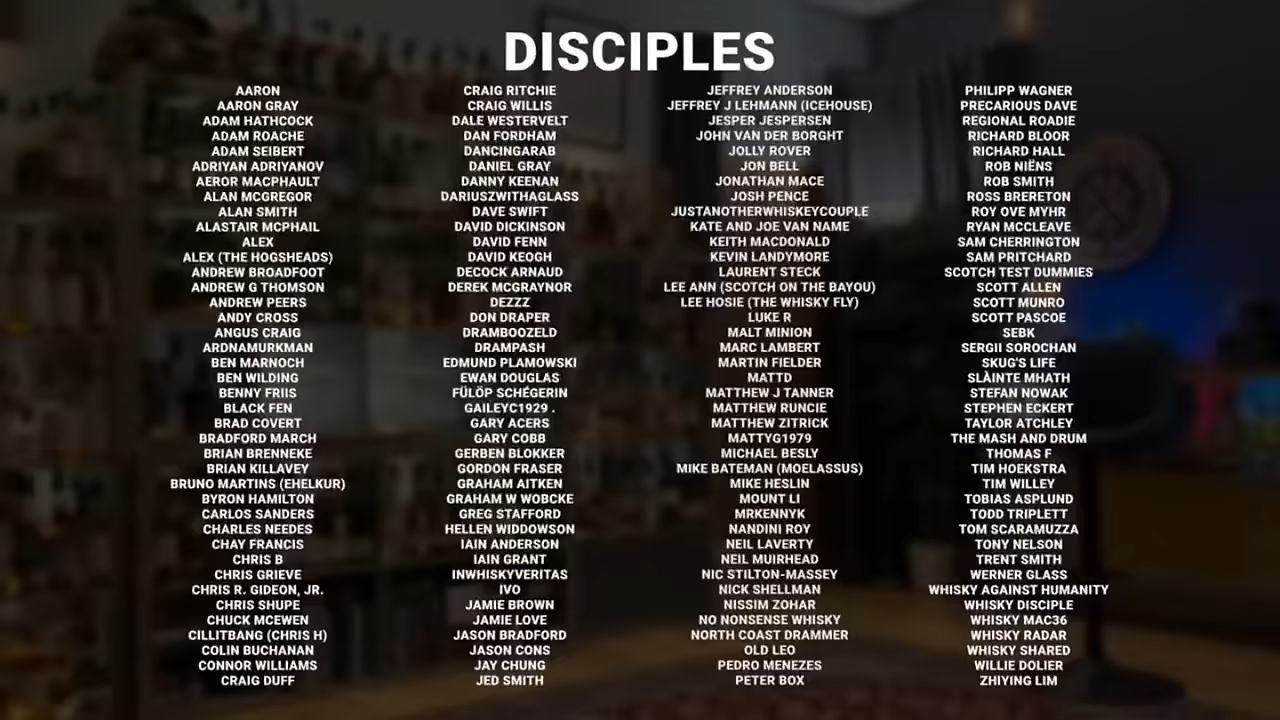 DISCIPLES
AARON
AARON GRAY
ADAM HATHCOCK
ADAM ROACHE
ADAM SEIBERT
ADRIYAN ADRIYANOV
AEROR MACPHAULT
ALAN MCGREGOR
ALAN SMITH
ALASTAIR MCPHAIL
ALEX
ALEX (THE HOGSHEADS)
ANDREW BROADFOOT
ANDREW G THOMSON
ANDREW PEERS
ANDY CROSS
ANGUS CRAIG
ARDNAMURKMAN
BEN MARNOCH
BEN WILDING
BENNY FRIIS
BLACK FEN
BRAD COVERT
BRADFORD MARCH
BRIAN BRENNEKE
BRIAN KILLAVEY
BRUNO MARTINS (EHELKUR)
BYRON HAMILTON
CARLOS SANDERS
CHARLES NEEDES
CHAY FRANCIS
CHRIS B
CHRIS GRIEVE
CHRIS R. GIDEON, JR.
CHRIS SHUPE
CHUCK MCEWEN
CILLITBANG (CHRIS H)
COLIN BUCHANAN
CONNOR WILLIAMS
CRAIG DUFF
CRAIG RITCHIE
CRAIG WILLIS
DALE WESTERVELT
DAN FORDHAM
DANCINGARAB
DANIEL GRAY
DANNY KEENAN
DARIUSZWITHAGLASS
DAVE SWIFT
DAVID DICKINSON
DAVID FENN
DAVID KEOGH
DECOCK ARNAUD
DEREK MCGRAYNOR
DEZZZ
DON DRAPER
DRAMBOOZELD
DRAMPASH
EDMUND PLAMOWSKI
EWAN DOUGLAS
FÜLÖP SCHÉGERIN
GAILEYC1929 .
GARY ACERS
GARY COBB
GERBEN BLOKKER
GORDON FRASER
GRAHAM AITKEN
GRAHAM W WOBCKE
GREG STAFFORD
HELLEN WIDDOWSON
IAIN ANDERSON
IAIN GRANT
INWHISKYVERITAS
IVO
JAMIE BROWN
JAMIE LOVE
JASON BRADFORD
JASON CONS
JAY CHUNG
JED SMITH
JEFFREY ANDERSON
JEFFREY J LEHMANN (ICEHOUSE)
JESPER JESPERSEN
JOHN VAN DER BORGHT
JOLLY ROVER
JON BELL
JONATHAN MACE
JOSH PENCE
JUSTANOTHERWHISKEYCOUPLE
KATE AND JOE VAN NAME
KEITH MACDONALD
KEVIN LANDYMORE
LAURENT STECK
LEE ANN (SCOTCH ON THE BAYOU)
LEE HOSIE (THE WHISKY FLY)
LUKE R
MALT MINION
MARC LAMBERT
MARTIN FIELDER
MATTD
MATTHEW J TANNER
MATTHEW RUNCIE
MATTHEW ZITRICK
MATTYG1979
MICHAEL BESLY
MIKE BATEMAN (MOELASSUS)
MIKE HESLIN
MOUNT LI
MRKENNYK
NANDINI ROY
NEIL LAVERTY
NEIL MUIRHEAD
NIC STILTON-MASSEY
NICK SHELLMAN
NISSIM ZOHAR
NO NONSENSE WHISKY
NORTH COAST DRAMMER
OLD LEO
PEDRO MENEZES
PETER BOX
PHILIPP WAGNER
PRECARIOUS DAVE
REGIONAL ROADIE
RICHARD BLOOR
RICHARD HALL
ROB NIËNS
ROB SMITH
ROSS BRERETON
ROY OVE MYHR
RYAN MCCLEAVE
SAM CHERRINGTON
SAM PRITCHARD
SCOTCH TEST DUMMIES
SCOTT ALLEN
SCOTT MUNRO
SCOTT PASCOE
SEBK
SERGII SOROCHAN
SKUG'S LIFE
SLÀINTE MHATH
STEFAN NOWAK
STEPHEN ECKERT
TAYLOR ATCHLEY
THE MASH AND DRUM
THOMAS F
TIM HOEKSTRA
TIM WILLEY
TOBIAS ASPLUND
TODD TRIPLETT
TOM SCARAMUZZA
TONY NELSON
TRENT SMITH
WERNER GLASS
WHISKY AGAINST HUMANITY
WHISKY DISCIPLE
WHISKY MAC36
WHISKY RADAR
WHISKY SHARED
WILLIE DOLIER
ZHIYING LIM